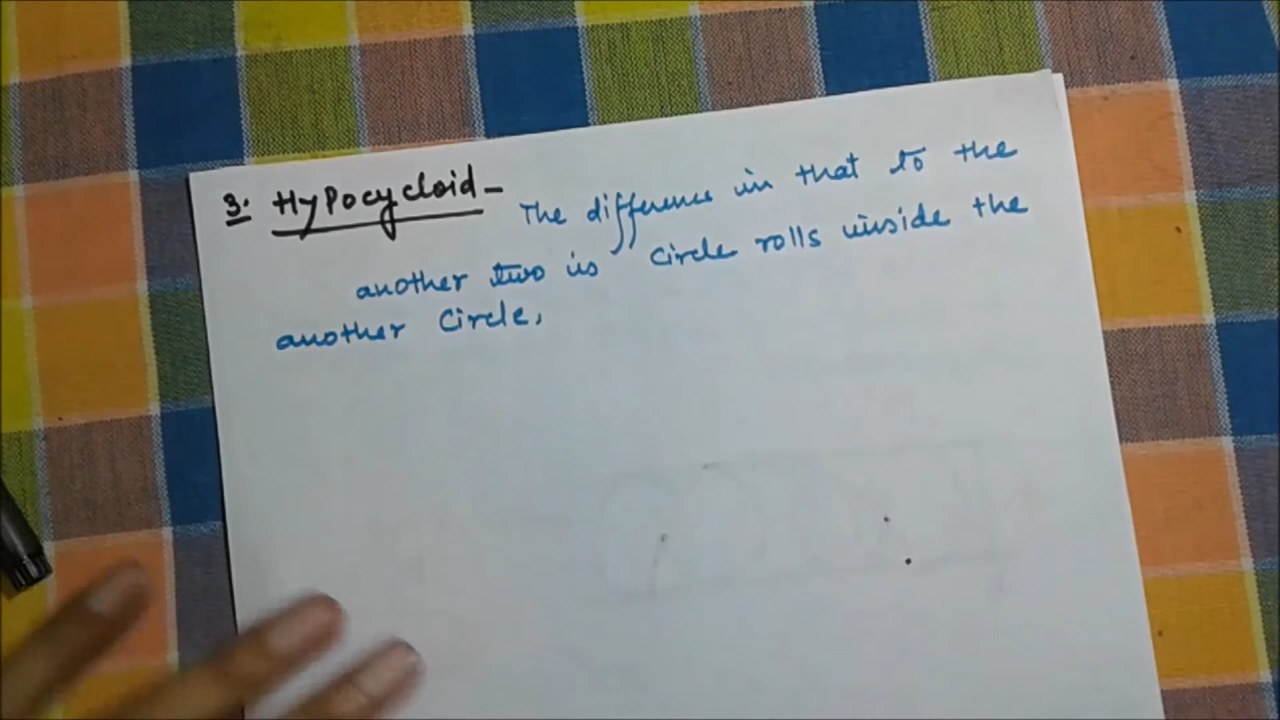 3. HyPocycloid - The difference in that to the
another two is circle rolls inside the
another Circle,